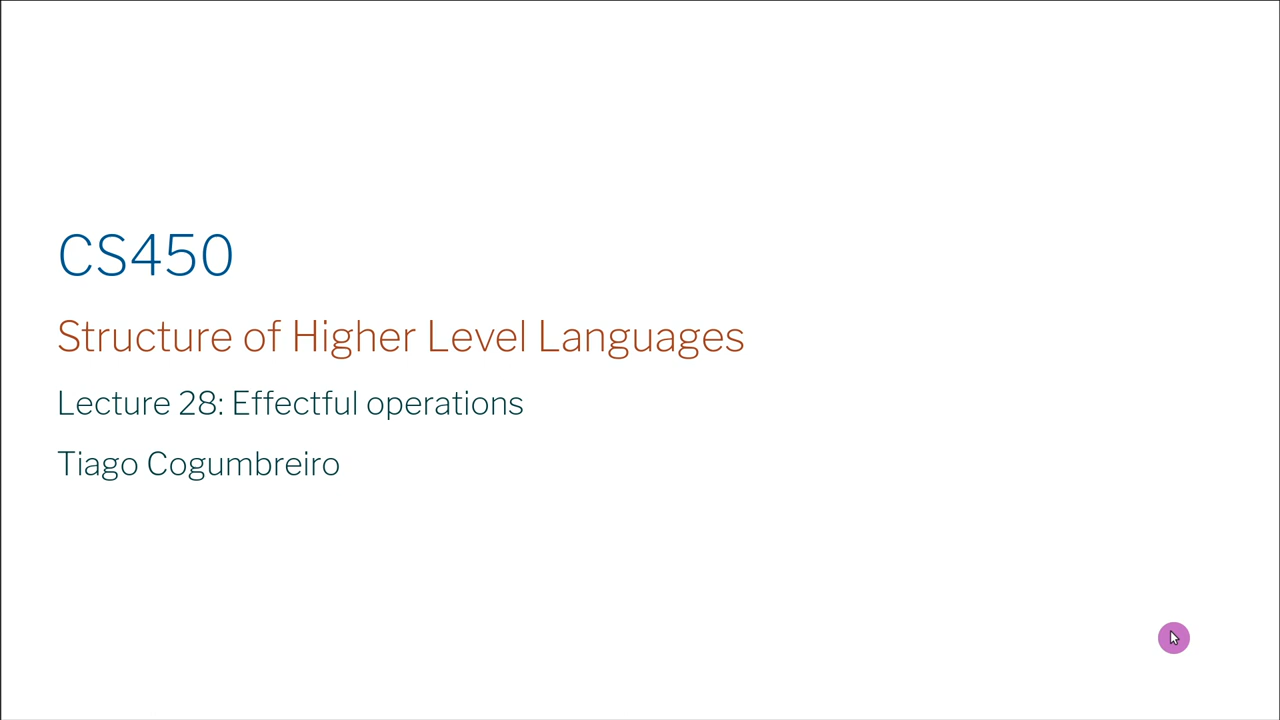 CS450
Structure of Higher Level Languages
Lecture 28: Effectful operations
Tiago Cogumbreiro